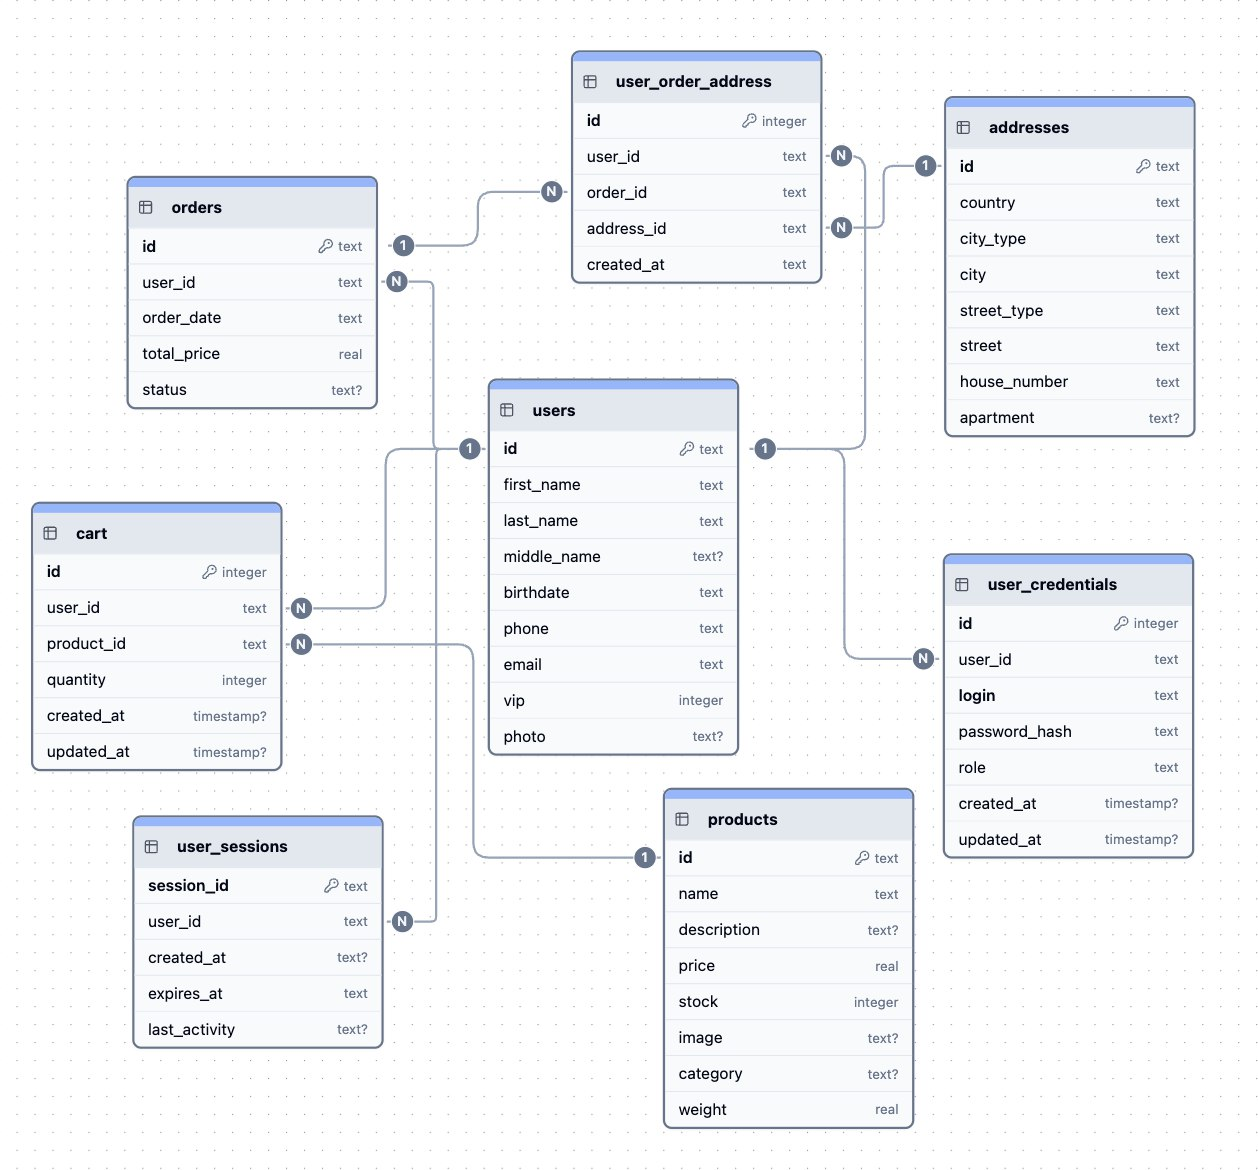 user_order_address
id integer
user_id text
order_id text
address_id text
created_at text
N
N
N
addresses
id text
country text
city_type text
city text
street_type text
street text
house_number text
apartment text?
1
orders
id text
user_id text
order_date text
total_price real
status text?
1
N
users
id text
first_name text
last_name text
middle_name text?
birthdate text
phone text
email text
vip integer
photo text?
1
1
cart
id integer
user_id text
product_id text
quantity integer
created_at timestamp?
updated_at timestamp?
N
N
user_credentials
id integer
user_id text
login text
password_hash text
role text
created_at timestamp?
updated_at timestamp?
N
user_sessions
session_id text
user_id text
created_at text?
expires_at text
last_activity text?
N
products
id text
name text
description text?
price real
stock integer
image text?
category text?
weight real
1